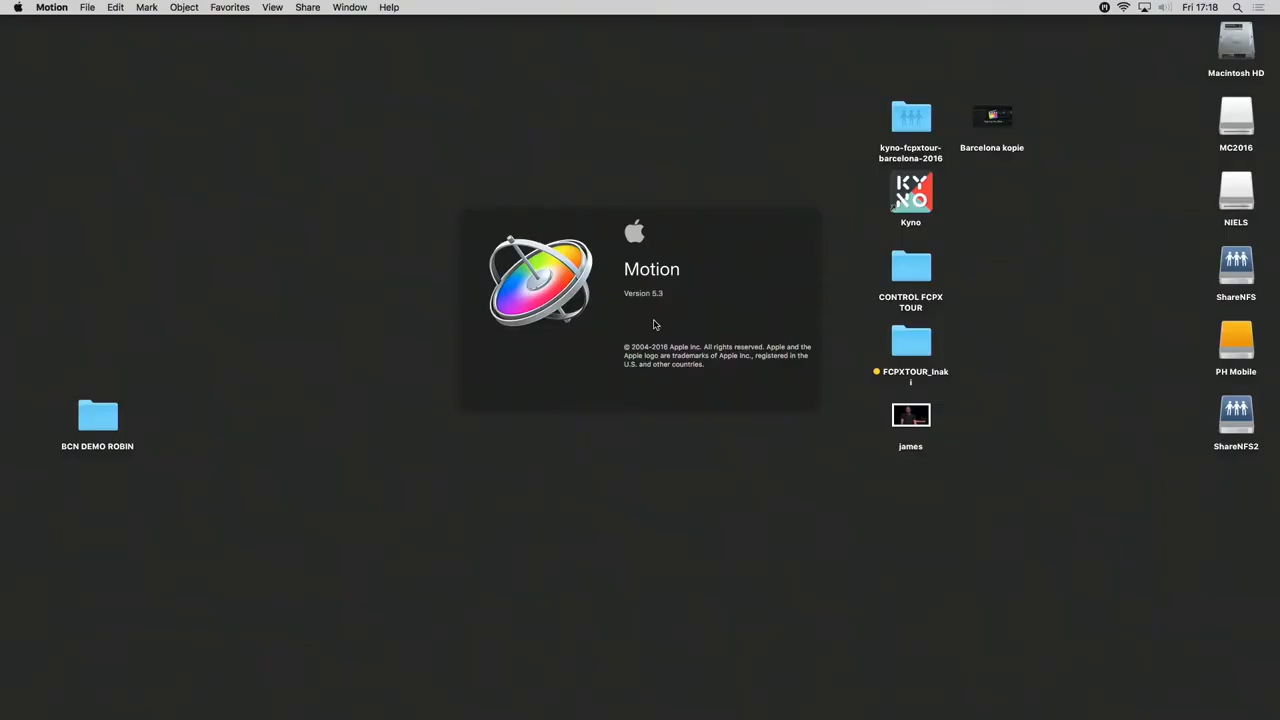 Motion File Edit Mark Object Favorites View Share Window Help Fri 17:18
Macintosh HD
kyno-fcpxtour-
barcelona-2016
Barcelona kopie
MC2016
KY
NO
Kyno
NIELS
Motion
Version 5.3
CONTROL FCPX
TOUR
ShareNFS
© 2004-2016 Apple Inc. All rights reserved. Apple and the
Apple logo are trademarks of Apple Inc., registered in the
U.S. and other countries.
FCPXTOUR_Inak
i
PH Mobile
BCN DEMO ROBIN
james
ShareNFS2